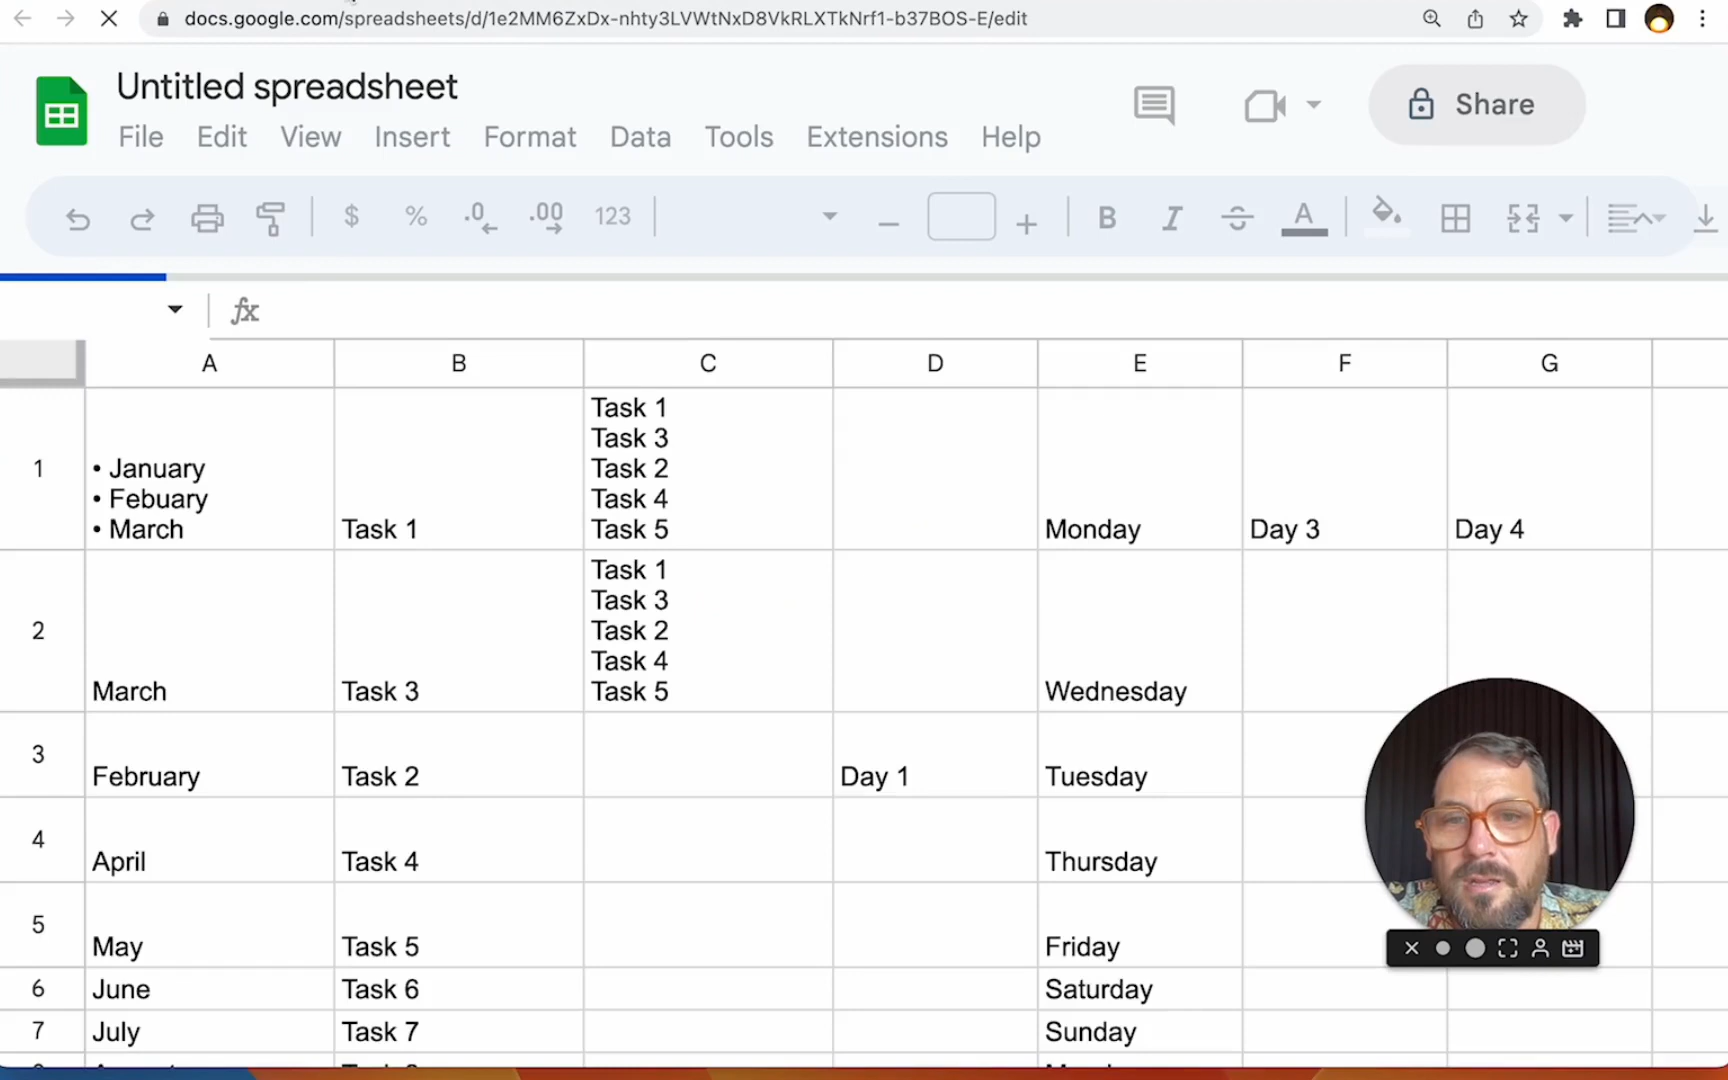 docs.google.com/spreadsheets/d/1e2MM6ZxDx-nhty3LVWtNxD8VkRLXTkNrf1-b37BOS-E/edit
Untitled spreadsheet
File Edit View Insert Format Data Tools Extensions Help
Share
$ % .0 .00 123 B I S A
fx
A B C D E F G
1
• January
• Febuary
• March
Task 1
Task 1
Task 3
Task 2
Task 4
Task 5
Monday
Day 3
Day 4
2
March
Task 3
Task 1
Task 3
Task 2
Task 4
Task 5
Wednesday
3 February Task 2 Day 1 Tuesday
4 April Task 4 Thursday
5 May Task 5 Friday
6 June Task 6 Saturday
7 July Task 7 Sunday